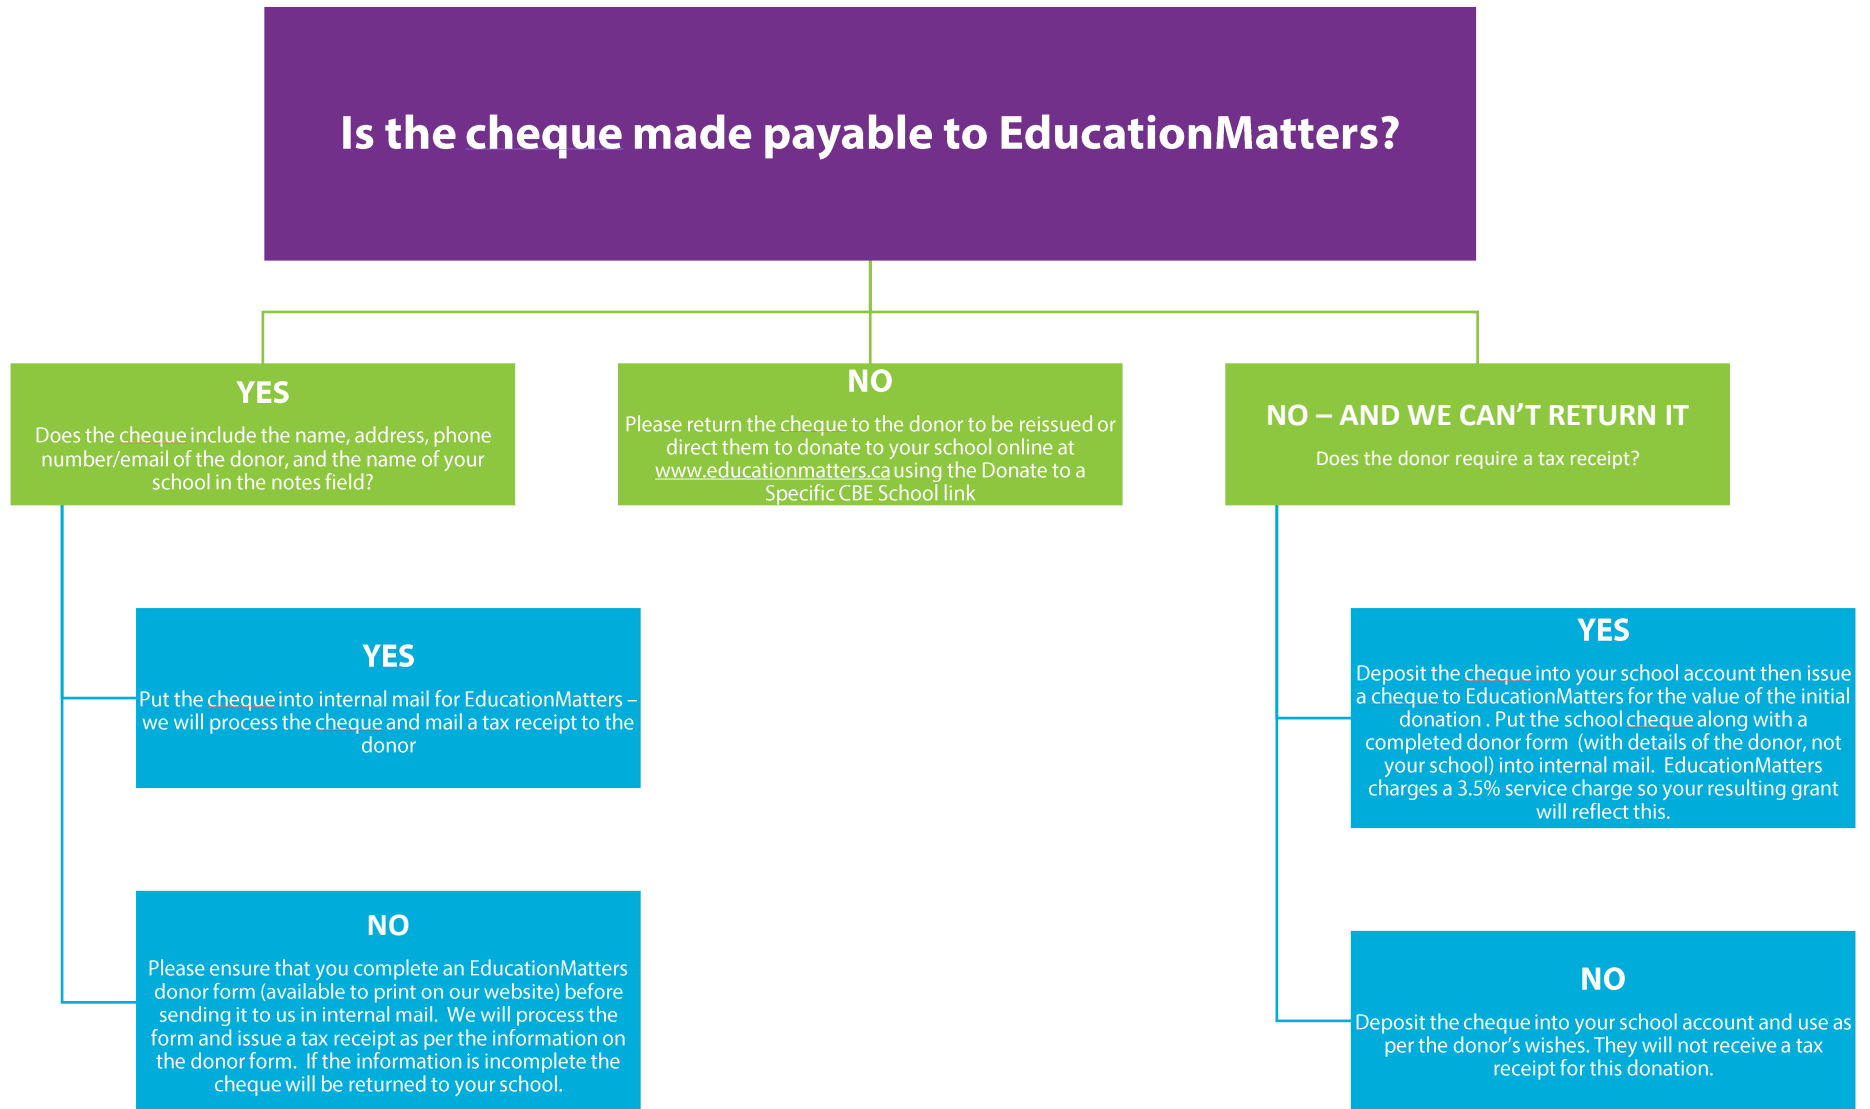 Is the cheque made payable to EducationMatters?
YES
Does the cheque include the name, address, phone
number/email of the donor, and the name of your
school in the notes field?
NO
Please return the cheque to the donor to be reissued or
direct them to donate to your school online at
www.educationmatters.ca using the Donate to a
Specific CBE School link
NO – AND WE CAN’T RETURN IT
Does the donor require a tax receipt?
YES
Put the cheque into internal mail for EducationMatters –
we will process the cheque and mail a tax receipt to the
donor
NO
Please ensure that you complete an EducationMatters
donor form (available to print on our website) before
sending it to us in internal mail.  We will process the
form and issue a tax receipt as per the information on
the donor form.  If the information is incomplete the
cheque will be returned to your school.
YES
Deposit the cheque into your school account then issue
a cheque to EducationMatters for the value of the initial
donation . Put the school cheque along with a
completed donor form  (with details of the donor, not
your school) into internal mail.  EducationMatters
charges a 3.5% service charge so your resulting grant
will reflect this.
NO
Deposit the cheque into your school account and use as
per the donor’s wishes. They will not receive a tax
receipt for this donation.